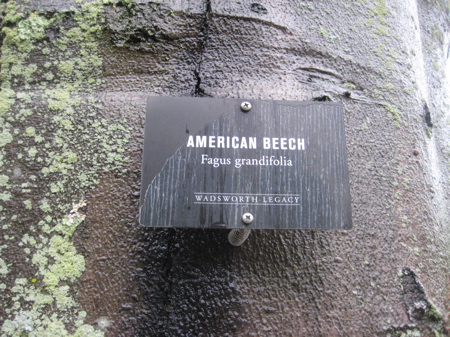 AMERICAN BEECH
Fagus grandifolia
WADSWORTH LEGACY